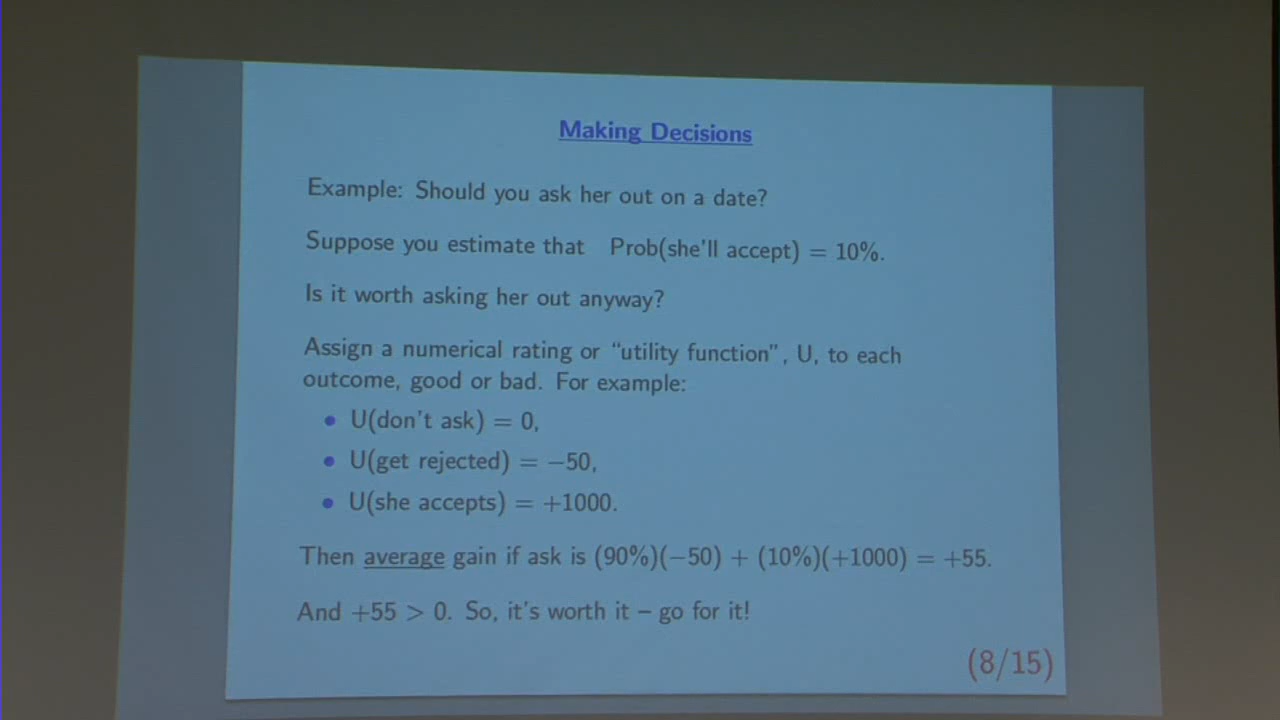 Making Decisions
Example: Should you ask her out on a date?
Suppose you estimate that Prob(she'll accept) = 10%.
Is it worth asking her out anyway?
Assign a numerical rating or "utility function", U, to each
outcome, good or bad. For example:
• U(don't ask) = 0,
• U(get rejected) = −50,
• U(she accepts) = +1000.
Then average gain if ask is (90%)(−50) + (10%)(+1000) = +55.
And +55 > 0. So, it's worth it – go for it!
(8/15)